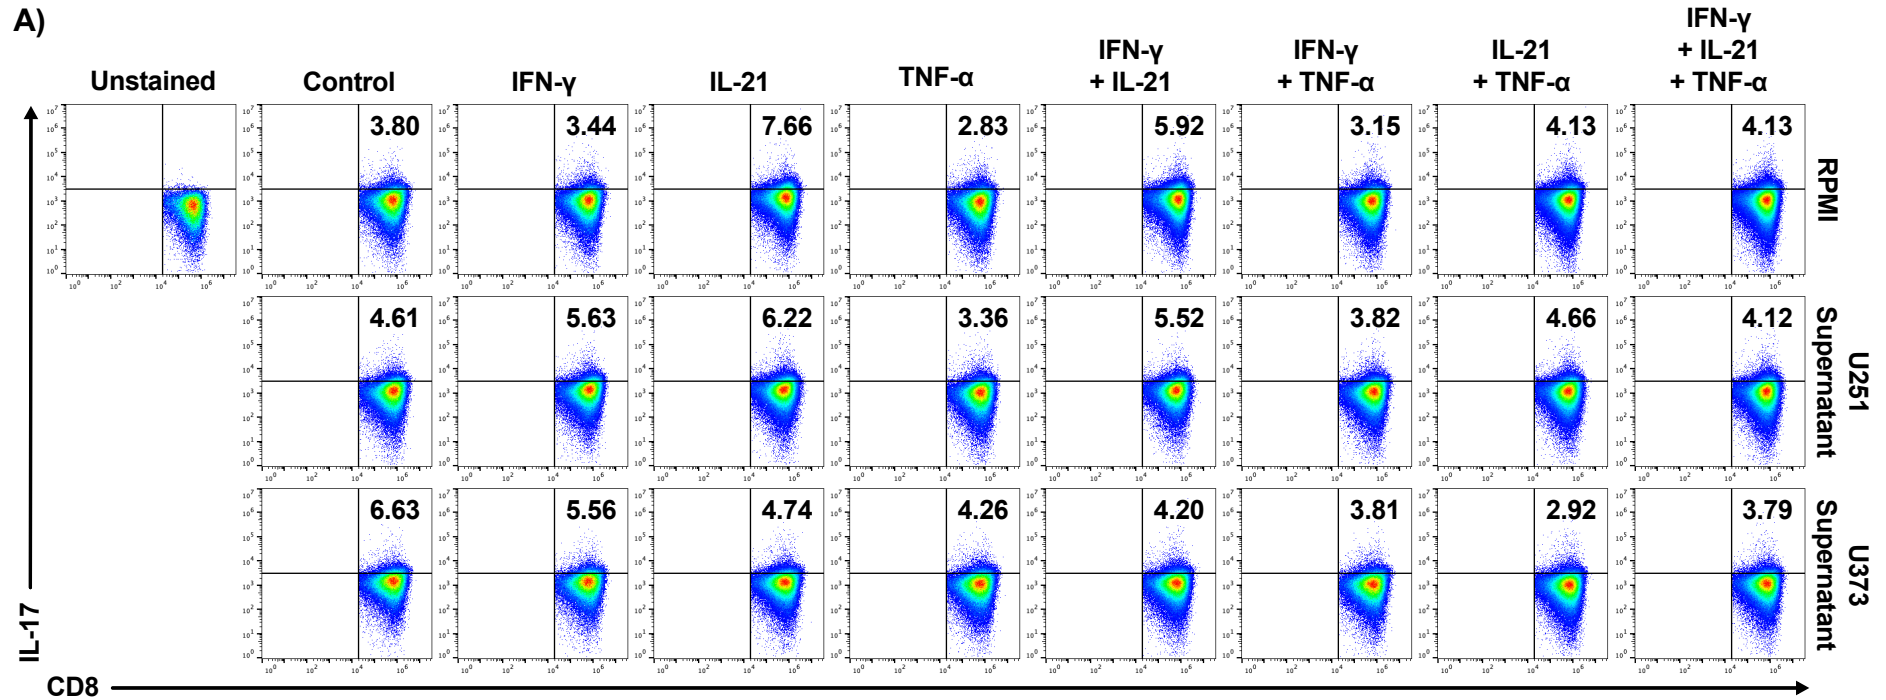 A)
Unstained
Control
IFN-γ
IL-21
TNF-α
IFN-γ
+ IL-21
IFN-γ
+ TNF-α
IL-21
+ TNF-α
IFN-γ
+ IL-21
+ TNF-α
3.80
3.44
7.66
2.83
5.92
3.15
4.13
4.13
RPMI
4.61
5.63
6.22
3.36
5.52
3.82
4.66
4.12
U251
Supernatant
6.63
5.56
4.74
4.26
4.20
3.81
2.92
3.79
U373
Supernatant
IL-17
CD8